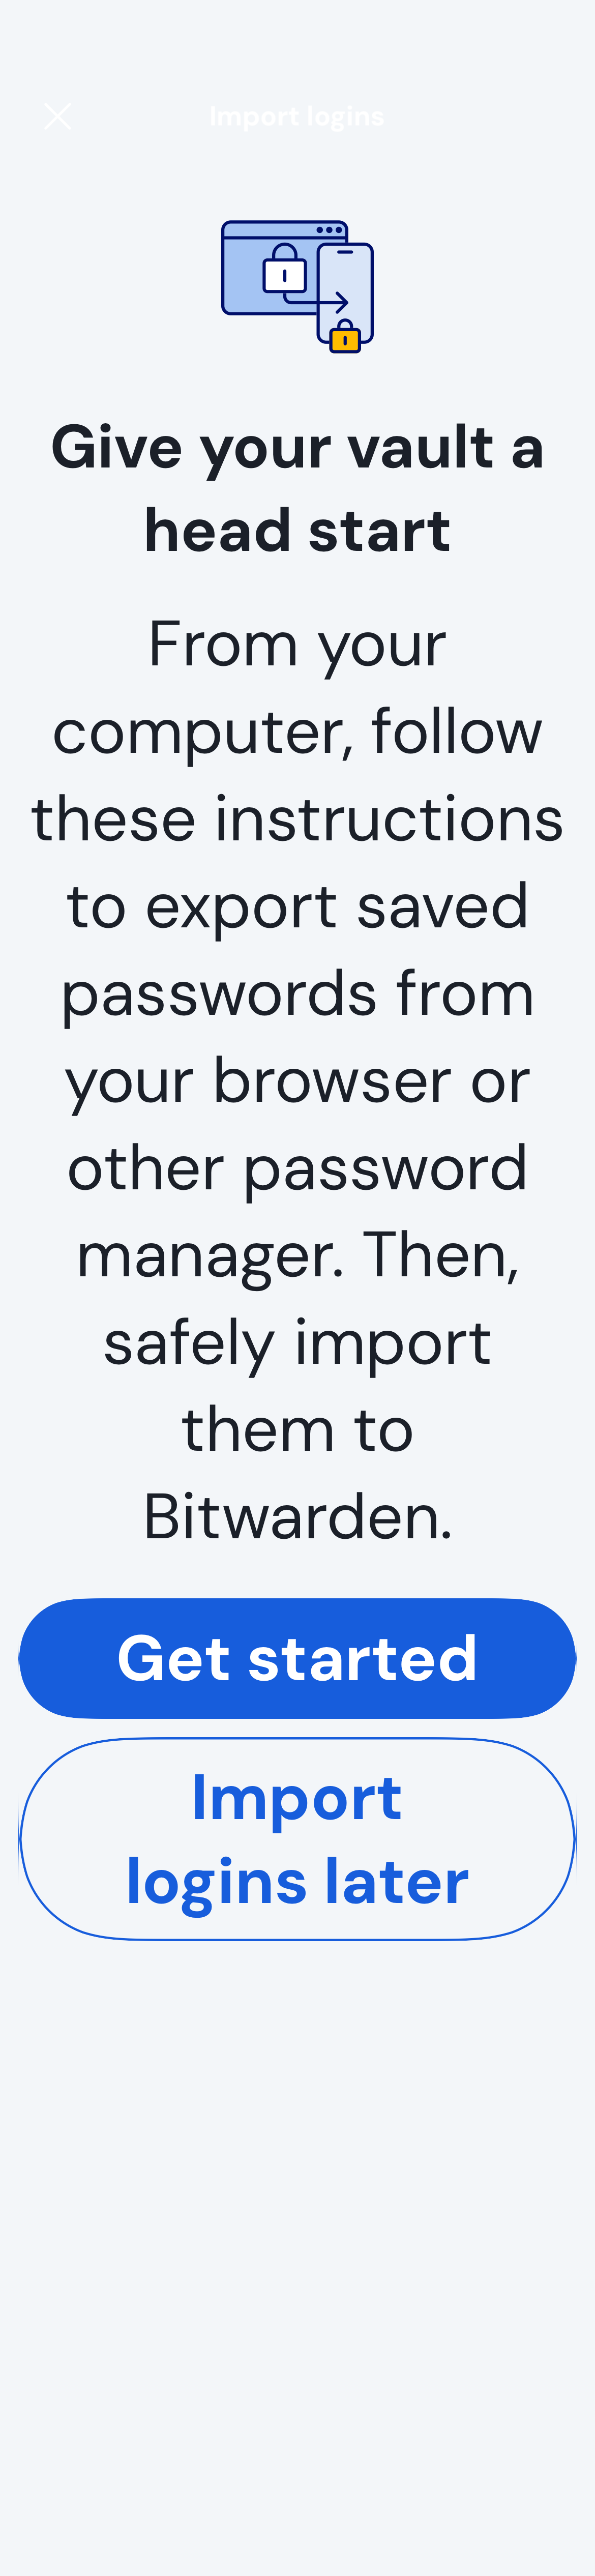 Import logins
Give your vault a
head start
From your
computer, follow
these instructions
to export saved
passwords from
your browser or
other password
manager. Then,
safely import
them to
Bitwarden.
Get started
Import
logins later